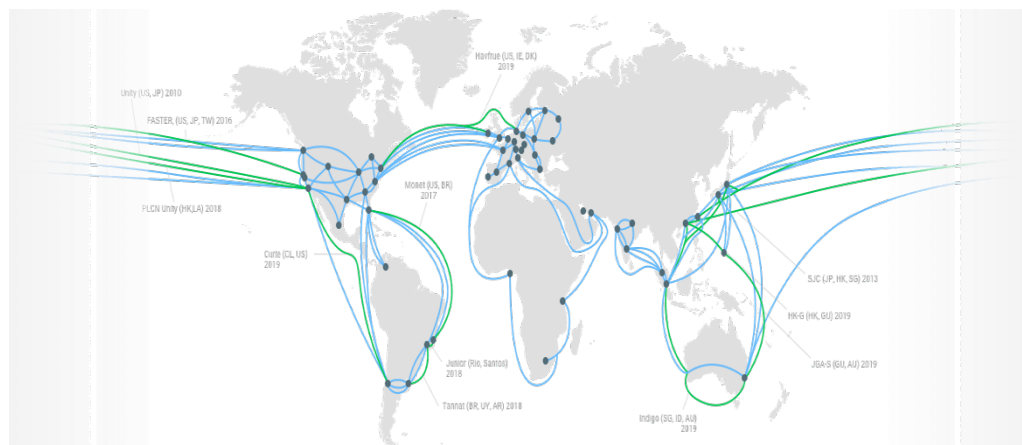 Havfrue (US, IE, DK)
2019
Unity (US, JP) 2010
FASTER, (US, JP, TW) 2016
Monet (US, BR)
2017
PLCN Unity (HK,LA) 2018
Curie (CL, US)
2019
SJC (JP, HK, SG) 2013
HK-G (HK, GU) 2019
JGA-S (GU, AU) 2019
Junior (Rio, Santos)
2018
Tannat (BR, UY, AR) 2018
Indigo (SG, ID, AU)
2019